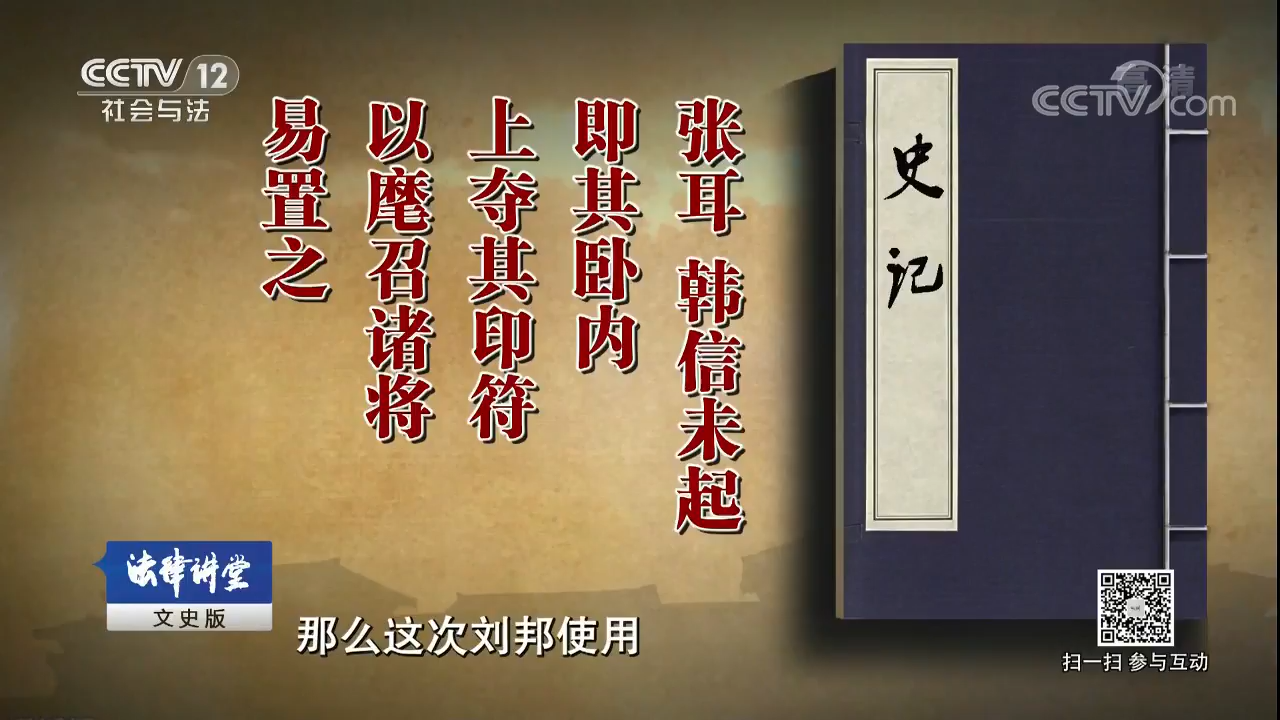 CCTV 12
社会与法
高清
CCTV.com
史记
张耳 韩信未起
即其卧内
上夺其印符
以麾召诸将
易置之
法律讲堂
文史版
那么这次刘邦使用
扫一扫 参与互动